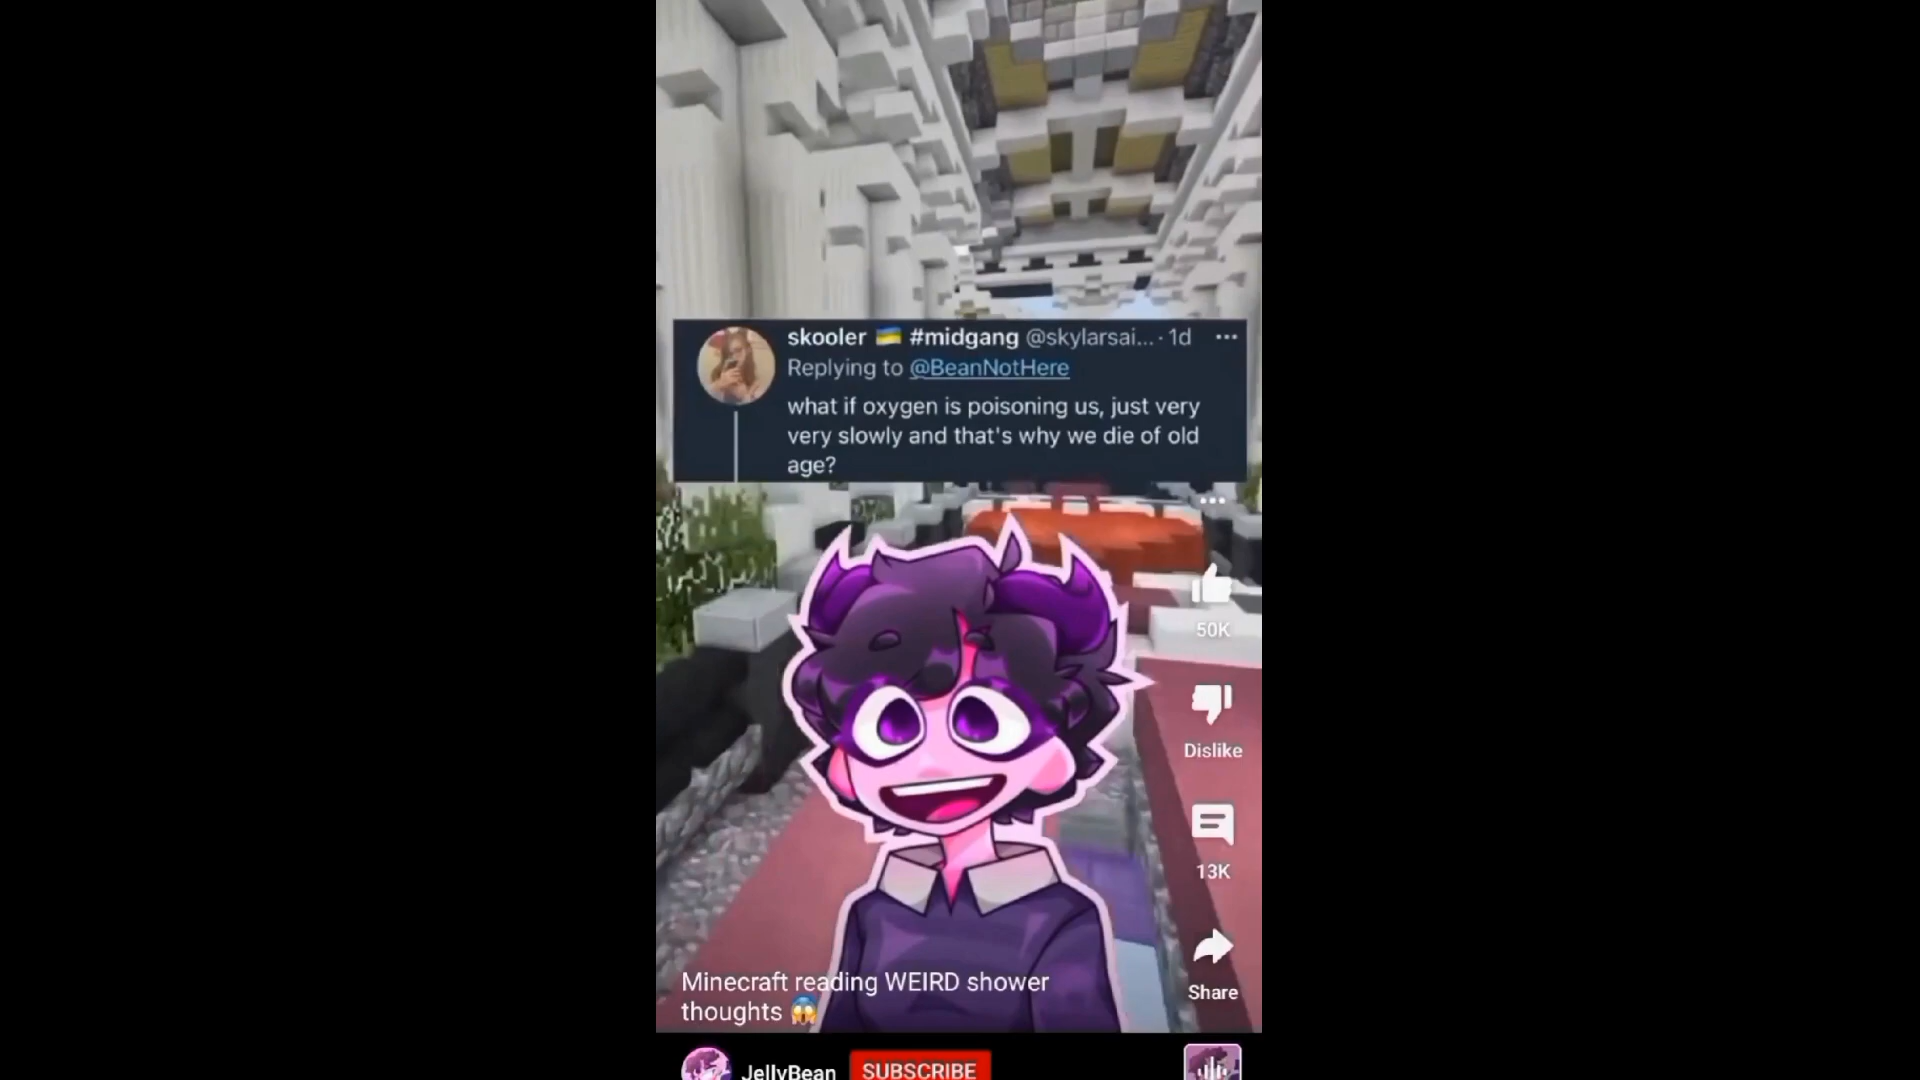 skooler 🇺🇦 #midgang @skylarsai... · 1d
Replying to @BeanNotHere
what if oxygen is poisoning us, just very
very slowly and that's why we die of old
age?
50K
Dislike
13K
Share
Minecraft reading WEIRD shower
thoughts 😱
JellyBean SUBSCRIBE